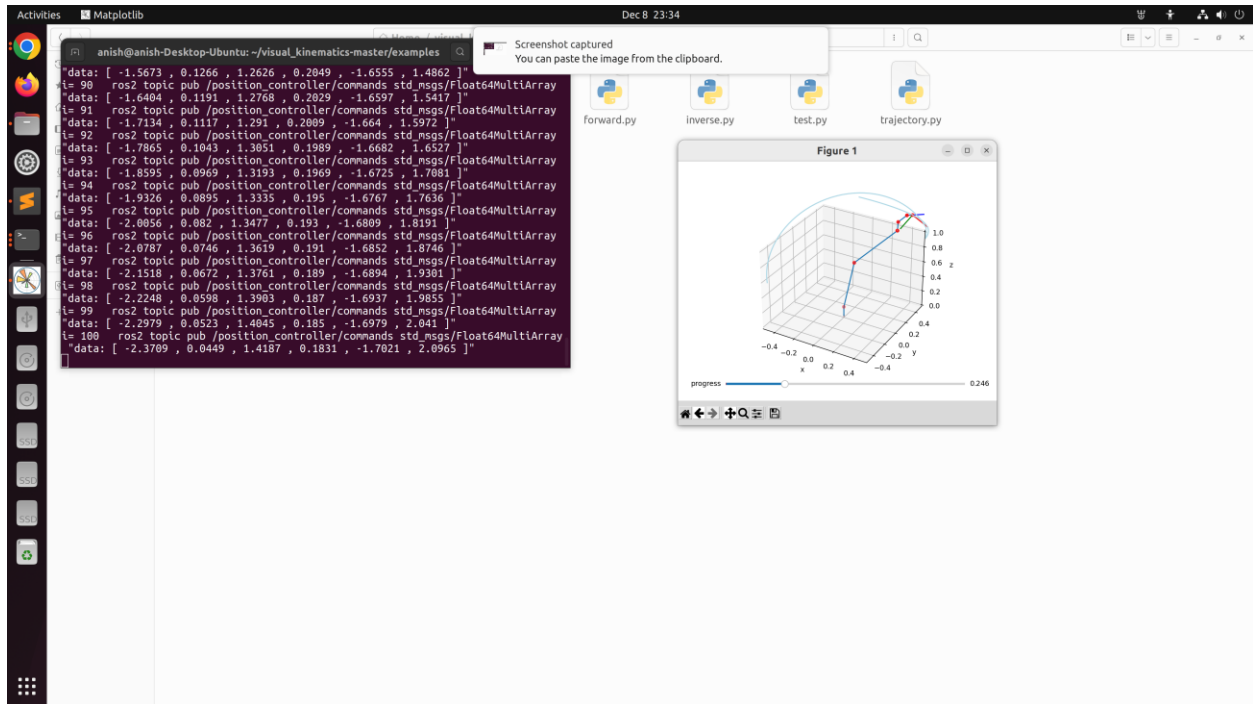 Activities
Matplotlib
Dec 8 23:34
anish@anish-Desktop-Ubuntu: ~/visual_kinematics-master/examples
Screenshot captured
You can paste the image from the clipboard.
"data: [ -1.5673 , 0.1266 , 1.2626 , 0.2049 , -1.6555 , 1.4862 ]"
i= 90 ros2 topic pub /position_controller/commands std_msgs/Float64MultiArray
"data: [ -1.6404 , 0.1191 , 1.2768 , 0.2029 , -1.6597 , 1.5417 ]"
i= 91 ros2 topic pub /position_controller/commands std_msgs/Float64MultiArray
"data: [ -1.7134 , 0.1117 , 1.291 , 0.2009 , -1.664 , 1.5972 ]"
i= 92 ros2 topic pub /position_controller/commands std_msgs/Float64MultiArray
"data: [ -1.7865 , 0.1043 , 1.3051 , 0.1989 , -1.6682 , 1.6527 ]"
i= 93 ros2 topic pub /position_controller/commands std_msgs/Float64MultiArray
"data: [ -1.8595 , 0.0969 , 1.3193 , 0.1969 , -1.6725 , 1.7081 ]"
i= 94 ros2 topic pub /position_controller/commands std_msgs/Float64MultiArray
"data: [ -1.9326 , 0.0895 , 1.3335 , 0.195 , -1.6767 , 1.7636 ]"
i= 95 ros2 topic pub /position_controller/commands std_msgs/Float64MultiArray
"data: [ -2.0056 , 0.082 , 1.3477 , 0.193 , -1.6809 , 1.8191 ]"
i= 96 ros2 topic pub /position_controller/commands std_msgs/Float64MultiArray
"data: [ -2.0787 , 0.0746 , 1.3619 , 0.191 , -1.6852 , 1.8746 ]"
i= 97 ros2 topic pub /position_controller/commands std_msgs/Float64MultiArray
"data: [ -2.1518 , 0.0672 , 1.3761 , 0.189 , -1.6894 , 1.9301 ]"
i= 98 ros2 topic pub /position_controller/commands std_msgs/Float64MultiArray
"data: [ -2.2248 , 0.0598 , 1.3903 , 0.187 , -1.6937 , 1.9855 ]"
i= 99 ros2 topic pub /position_controller/commands std_msgs/Float64MultiArray
"data: [ -2.2979 , 0.0523 , 1.4045 , 0.185 , -1.6979 , 2.041 ]"
i= 100 ros2 topic pub /position_controller/commands std_msgs/Float64MultiArray
"data: [ -2.3709 , 0.0449 , 1.4187 , 0.1831 , -1.7021 , 2.0965 ]"
forward.py
inverse.py
test.py
trajectory.py
Figure 1
1.0
0.8
0.6
z
0.4
0.2
0.0
0.4
0.2
0.0
y
-0.2
-0.4
-0.4
-0.2
0.0
x
0.2
0.4
progress
0.246
SSD
SSD
SSD